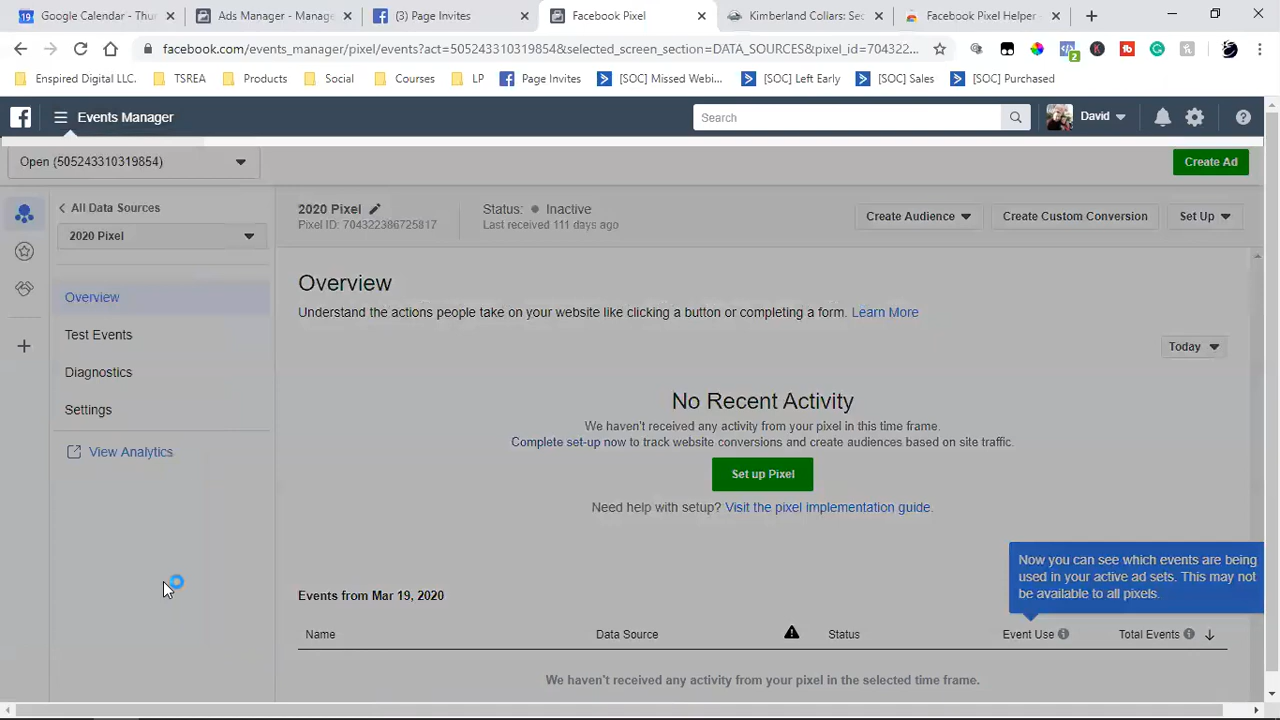 Google Calendar - Thur
Ads Manager - Manage
(3) Page Invites
Facebook Pixel
Kimberland Collars: Sec
Facebook Pixel Helper -
facebook.com/events_manager/pixel/events?act=505243310319854&selected_screen_section=DATA_SOURCES&pixel_id=704322...
2
Enspired Digital LLC.
TSREA
Products
Social
Courses
LP
Page Invites
[SOC] Missed Webi...
[SOC] Left Early
[SOC] Sales
[SOC] Purchased
Events Manager
Search
David
Open (505243310319854)
Create Ad
All Data Sources
2020 Pixel
2020 Pixel
Pixel ID: 704322386725817
Status: Inactive
Last received 111 days ago
Create Audience
Create Custom Conversion
Set Up
Overview
Test Events
Diagnostics
Settings
View Analytics
Overview
Understand the actions people take on your website like clicking a button or completing a form. Learn More
Today
No Recent Activity
We haven't received any activity from your pixel in this time frame.
Complete set-up now to track website conversions and create audiences based on site traffic.
Set up Pixel
Need help with setup? Visit the pixel implementation guide.
Now you can see which events are being
used in your active ad sets. This may not
be available to all pixels.
Events from Mar 19, 2020
Name
Data Source
Status
Event Use
Total Events
We haven't received any activity from your pixel in the selected time frame.